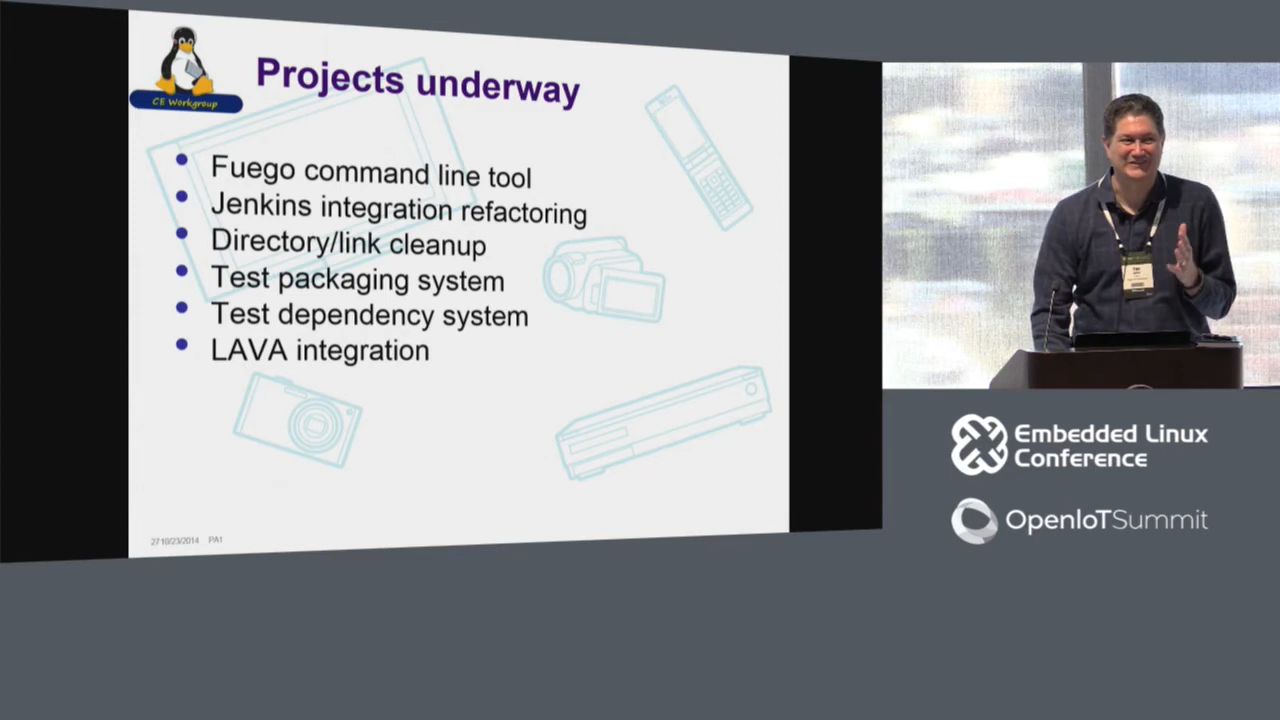 CE Workgroup
Projects underway
Fuego command line tool
Jenkins integration refactoring
Directory/link cleanup
Test packaging system
Test dependency system
LAVA integration
27 10/23/2014 PA1
Embedded Linux
Conference
OpenIoTSummit